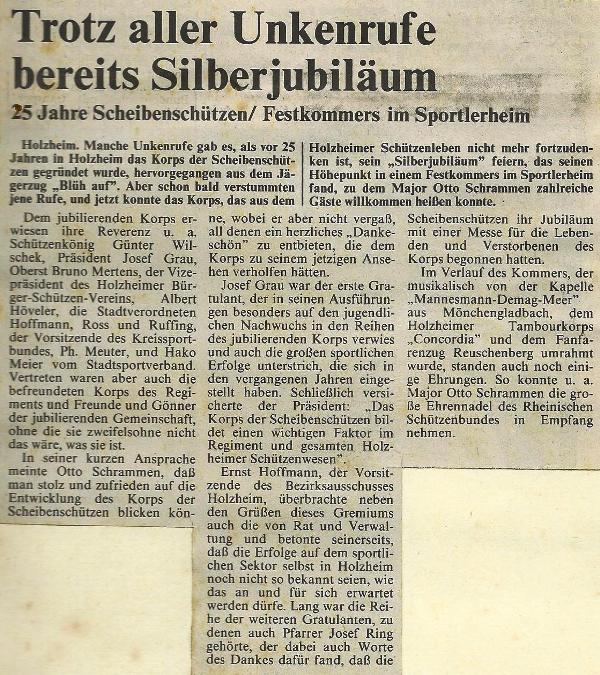 Trotz aller Unkenrufe
bereits Silberjubiläum
25 Jahre Scheibenschützen/ Festkommers im Sportlerheim
Holzheim. Manche Unkenrufe gab es, als vor 25
Jahren in Holzheim das Korps der Scheibenschüt-
zen gegründet wurde, hervorgegangen aus dem Jä-
gerzug „Blüh auf". Aber schon bald verstummten
jene Rufe, und jetzt konnte das Korps, das aus dem
Holzheimer Schützenleben nicht mehr fortzuden-
ken ist, sein „Silberjubiläum" feiern, das seinen
Höhepunkt in einem Festkommers im Sportlerheim
fand, zu dem Major Otto Schrammen zahlreiche
Gäste willkommen heißen konnte.
Dem jubilierenden Korps er-
wiesen ihre Reverenz u. a.
Schützenkönig Günter Wil-
schek, Präsident Josef Grau,
Oberst Bruno Mertens, der Vize-
präsident des Holzheimer Bür-
ger-Schützen-Vereins, Albert
Höveler, die Stadtverordneten
Hoffmann, Ross und Ruffing,
der Vorsitzende des Kreissport-
bundes, Ph. Meuter, und Hako
Meier vom Stadtsportverband.
Vertreten waren aber auch die
befreundeten Korps des Regi-
ments und Freunde und Gönner
der jubilierenden Gemeinschaft,
ohne die sie zweifelsohne nicht
das wäre, was sie ist.
In seiner kurzen Ansprache
meinte Otto Schrammen, daß
man stolz und zufrieden auf die
Entwicklung des Korps der
Scheibenschützen blicken kön-
ne, wobei er aber nicht vergaß,
all denen ein herzliches „Danke-
schön" zu entbieten, die dem
Korps zu seinem jetzigen Anse-
hen verholfen hätten.
Josef Grau war der erste Gra-
tulant, der in seinen Ausführun-
gen besonders auf den jugendli-
chen Nachwuchs in den Reihen
des jubilierenden Korps verwies
und auch die großen sportlichen
Erfolge unterstrich, die sich in
den vergangenen Jahren einge-
stellt haben. Schließlich versi-
cherte der Präsident: „Das
Korps der Scheibenschützen bil-
det einen wichtigen Faktor im
Regiment und gesamten Holz-
heimer Schützenwesen".
Ernst Hoffmann, der Vorsit-
zende des Bezirksausschusses
Holzheim, überbrachte neben
den Grüßen dieses Gremiums
auch die von Rat und Verwal-
tung und betonte seinerseits,
daß die Erfolge auf dem sportli-
chen Sektor selbst in Holzheim
noch nicht so bekannt seien, wie
das an und für sich erwartet
werden dürfe. Lang war die Rei-
he der weiteren Gratulanten, zu
denen auch Pfarrer Josef Ring
gehörte, der dabei auch Worte
des Dankes dafür fand, daß die
Scheibenschützen ihr Jubiläum
mit einer Messe für die Leben-
den und Verstorbenen des
Korps begonnen hatten.
Im Verlauf des Kommers, der
musikalisch von der Kapelle
„Mannesmann-Demag-Meer"
aus Mönchengladbach, dem
Holzheimer Tambourkorps
„Concordia" und dem Fanfa-
renzug Reuschenberg umrahmt
wurde, standen auch noch eini-
ge Ehrungen. So konnte u. a.
Major Otto Schrammen die gro-
ße Ehrennadel des Rheinischen
Schützenbundes in Empfang
nehmen.